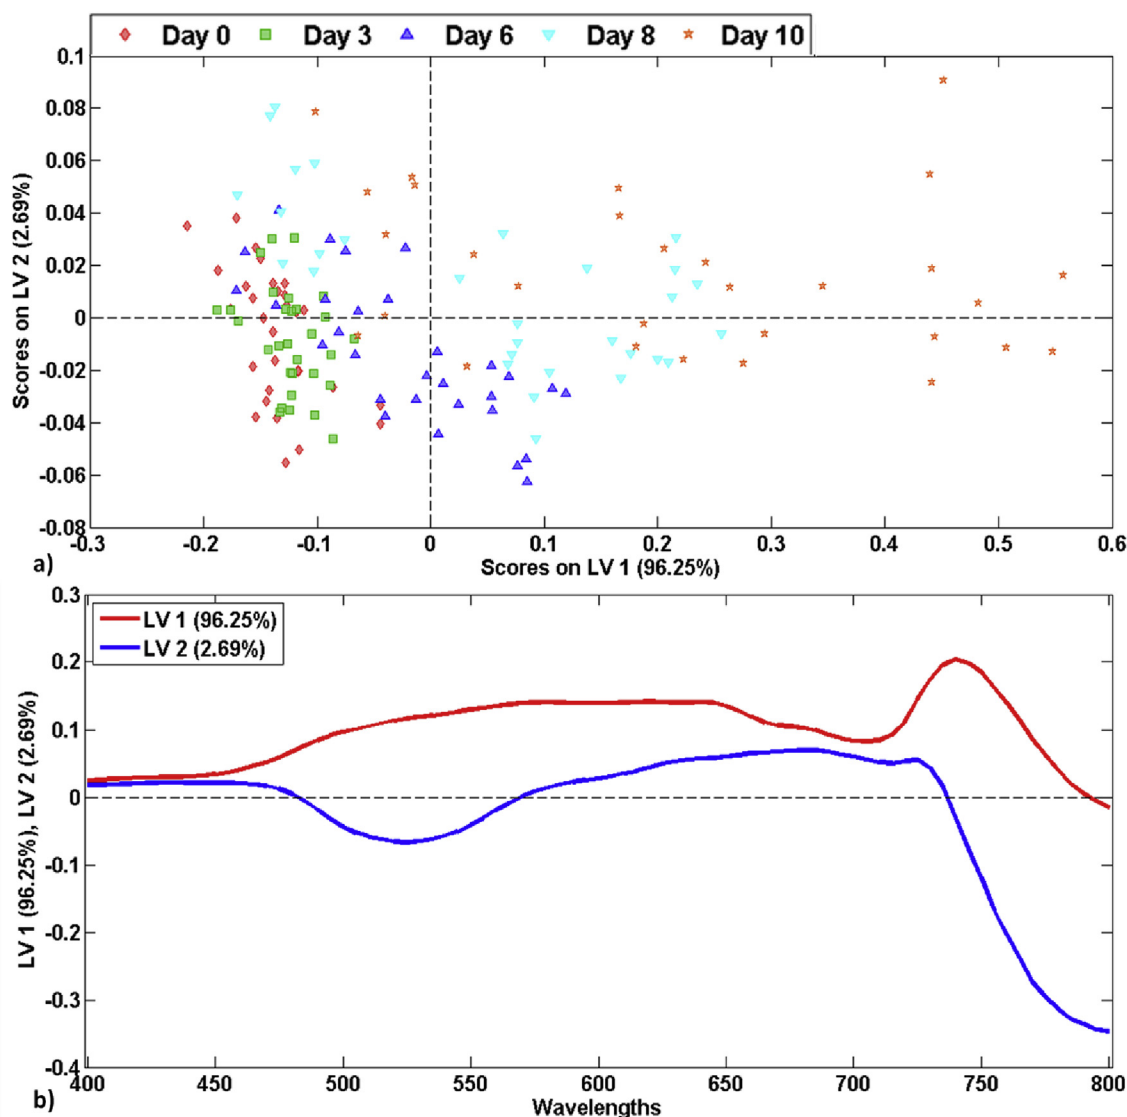 Day 0 Day 3 Day 6 Day 8 Day 10
0.1
0.08
0.06
0.04
0.02
0
-0.02
-0.04
-0.06
-0.08
Scores on LV 2 (2.69%)
-0.3 -0.2 -0.1 0 0.1 0.2 0.3 0.4 0.5 0.6
Scores on LV 1 (96.25%)
a)
LV 1 (96.25%)
LV 2 (2.69%)
0.3
0.2
0.1
0
-0.1
-0.2
-0.3
-0.4
LV 1 (96.25%), LV 2 (2.69%)
400 450 500 550 600 650 700 750 800
Wavelengths
b)